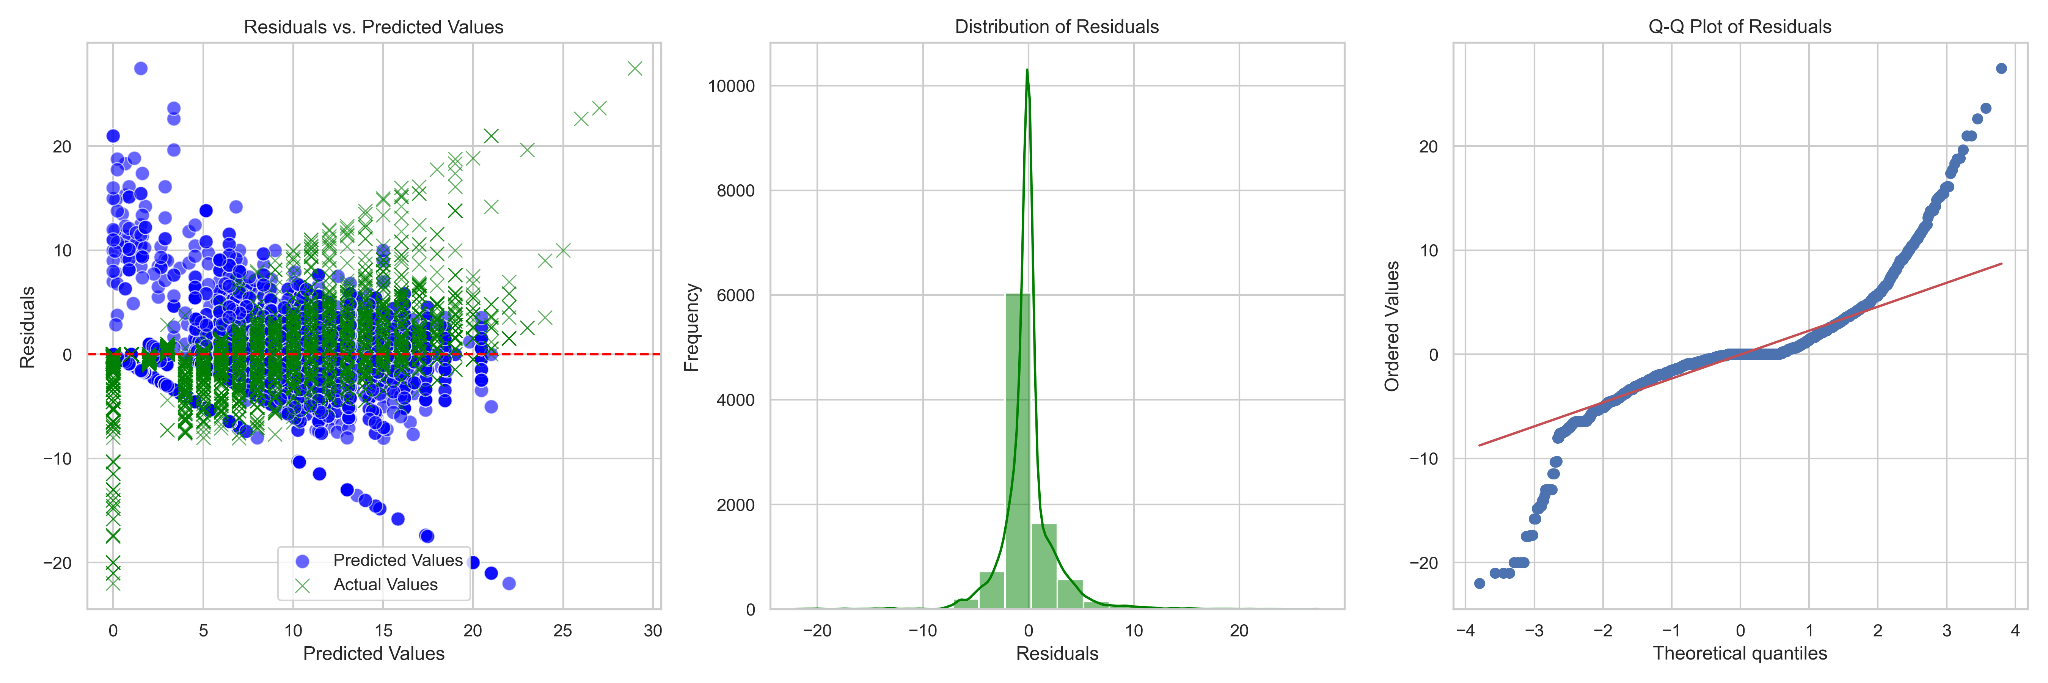 Residuals vs. Predicted Values
Residuals
20
10
0
−10
−20
Predicted Values
Actual Values
0 5 10 15 20 25 30
Predicted Values
Distribution of Residuals
Frequency
10000
8000
6000
4000
2000
0
−20 −10 0 10 20
Residuals
Q-Q Plot of Residuals
Ordered Values
20
10
0
−10
−20
−4 −3 −2 −1 0 1 2 3 4
Theoretical quantiles